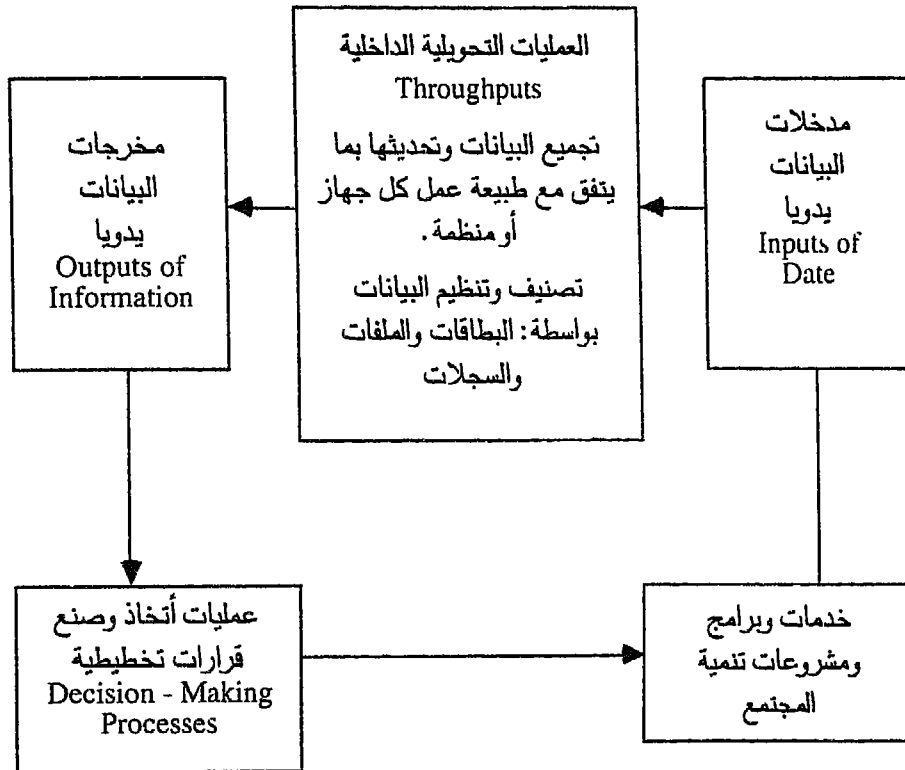 مدخلات
البيانات
يدويا
Inputs of
Date
العمليات التحويلية الداخلية
Throughputs
تجميع البيانات وتحديثها بما
يتفق مع طبيعة عمل كل جهاز
أو منظمة .
تصنيف وتنظيم البيانات
بواسطة : البطاقات والملفات
والسجلات
مخرجات
البيانات
يدويا
Outputs of
Information
عمليات أتخاذ وصنع
قرارات تخطيطية
Decision - Making
Processes
خدمات وبرامج
ومشروعات تنمية
المجتمع